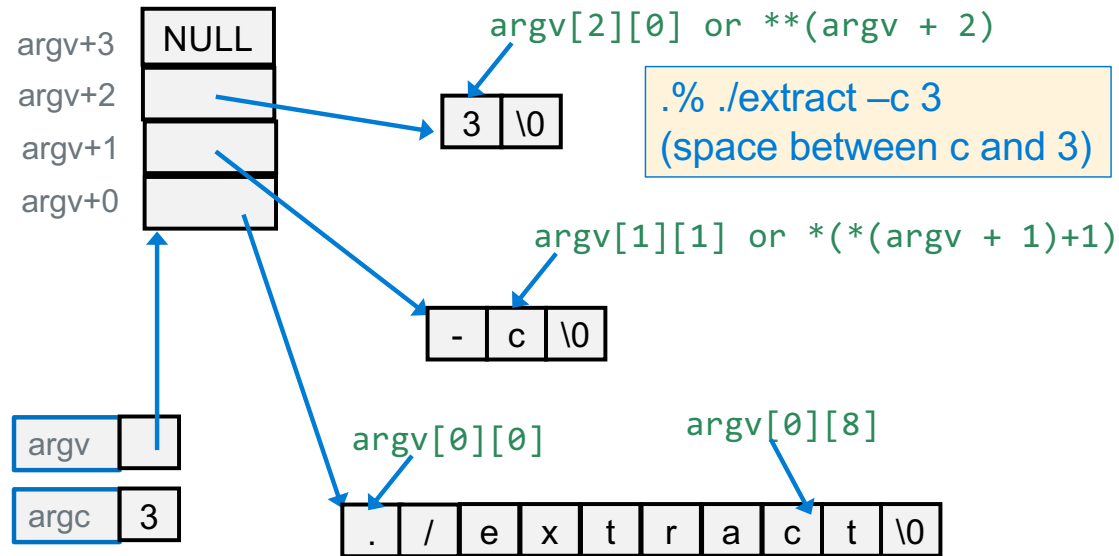 argv[2][0] or **(argv + 2)
argv+3 NULL
argv+2
argv+1
argv+0
3 \0
.% ./extract –c 3
(space between c and 3)
argv[1][1] or *(*(argv + 1)+1)
- c \0
argv
argc 3
argv[0][0]
argv[0][8]
. / e x t r a c t \0